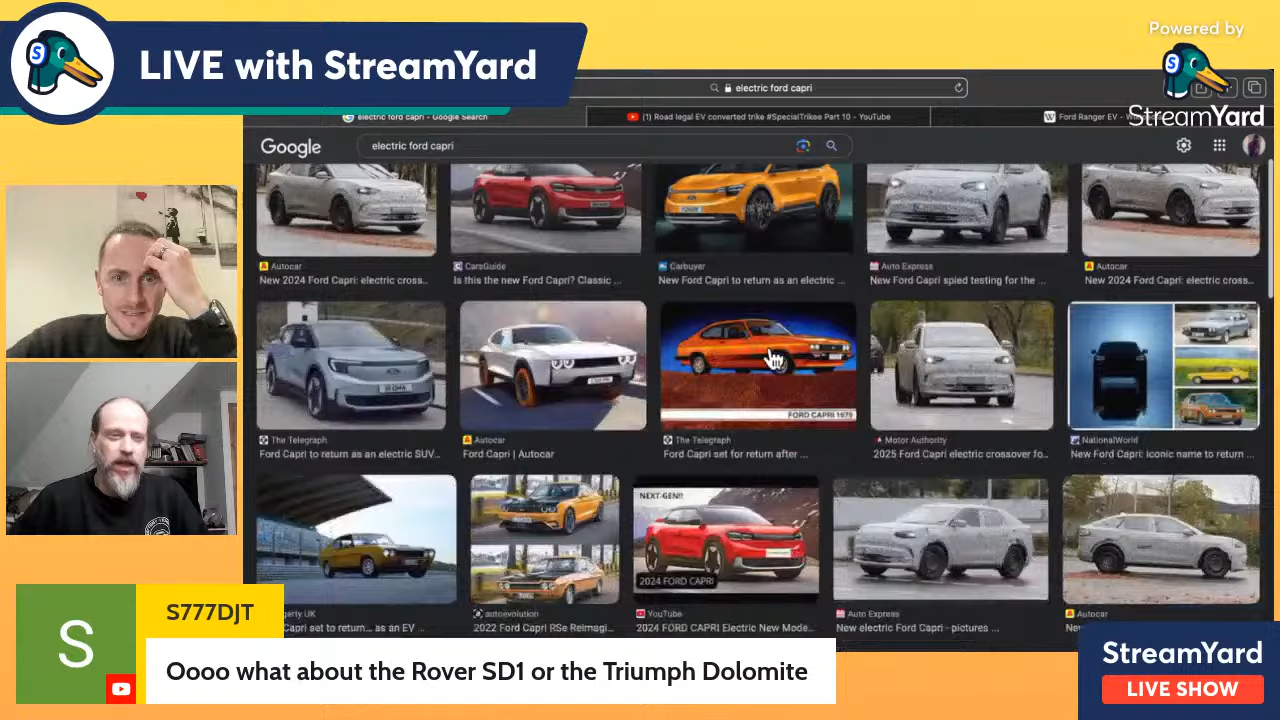 LIVE with StreamYard
Powered by
StreamYard
electric ford capri
electric ford capri - Google Search
(1) Road legal EV converted trike #SpecialTrikee Part 10 - YouTube
Ford Ranger EV -
Google
electric ford capri
Autocar
New 2024 Ford Capri: electric cross...
CarsGuide
Is this the new Ford Capri? Classic ...
Carbuyer
New Ford Capri to return as an electric ...
Auto Express
New Ford Capri spied testing for the ...
Autocar
New 2024 Ford Capri: electric cross...
FORD CAPRI 1979
The Telegraph
Ford Capri to return as an electric SUV...
Autocar
Ford Capri | Autocar
The Telegraph
Ford Capri set for return after ...
Motor Authority
2025 Ford Capri electric crossover fo...
NationalWorld
New Ford Capri: iconic name to return ...
NEXT-GEN!!
2024 FORD CAPRI
gerty UK
Capri set to return... as an EV ...
autoevolution
2022 Ford Capri RSe Reimagi...
YouTube
2024 FORD CAPRI Electric New Mode...
Auto Express
New electric Ford Capri - pictures ...
Autocar
S
S777DJT
Oooo what about the Rover SD1 or the Triumph Dolomite
StreamYard
LIVE SHOW